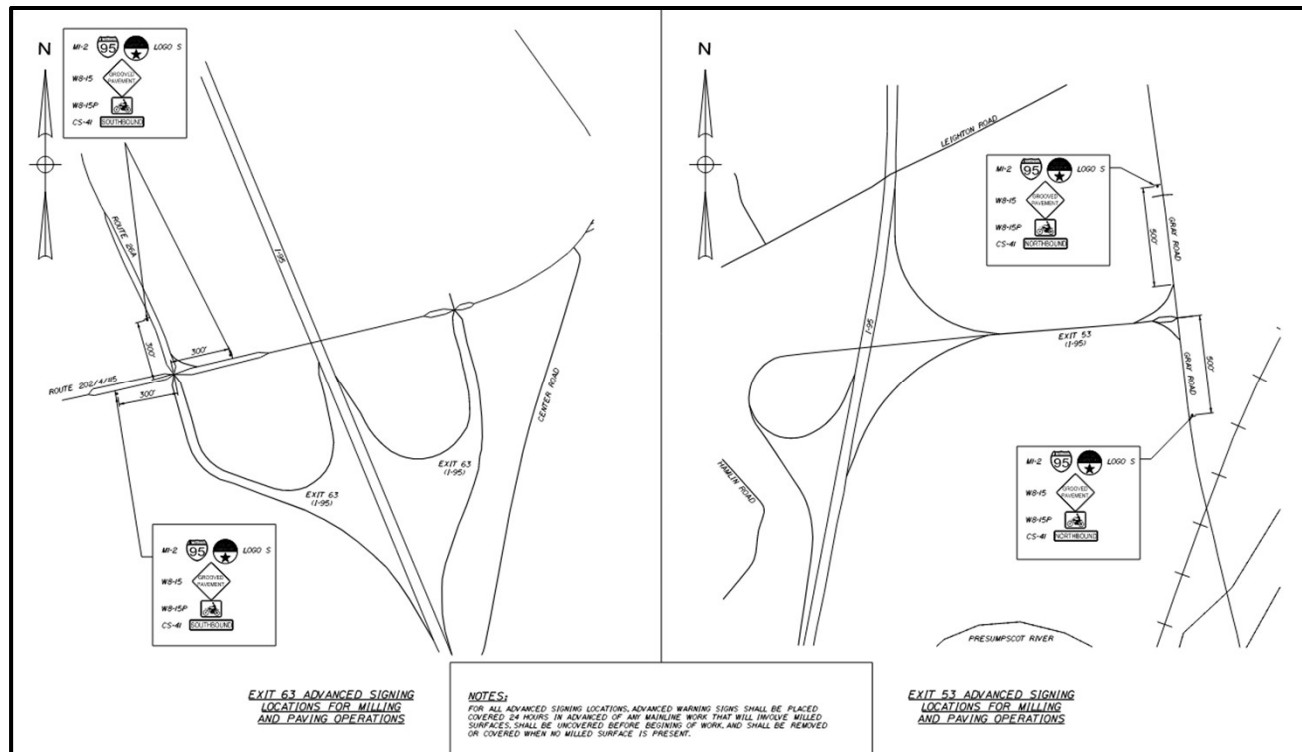 N
M1-2 95 LOGO S
W8-15 GROOVED
PAVEMENT
W8-15P
CS-41 SOUTHBOUND
ROUTE 26A
I-95
300'
300'
ROUTE 202/4/115
300'
CENTER ROAD
EXIT 63
(I-95)
EXIT 63
(I-95)
M1-2 95 LOGO S
W8-15 GROOVED
PAVEMENT
W8-15P
CS-41 SOUTHBOUND
EXIT 63 ADVANCED SIGNING
LOCATIONS FOR MILLING
AND PAVING OPERATIONS
N
LEIGHTON ROAD
M1-2 95 LOGO S
W8-15 GROOVED
PAVEMENT
W8-15P
CS-41 NORTHBOUND
GRAY ROAD
500'
I-95
EXIT 53
(I-95)
GRAY ROAD
500'
HAMLIN ROAD
M1-2 95 LOGO S
W8-15 GROOVED
PAVEMENT
W8-15P
CS-41 NORTHBOUND
PRESUMPSCOT RIVER
NOTES:
FOR ALL ADVANCED SIGNING LOCATIONS, ADVANCED WARNING SIGNS SHALL BE PLACED
COVERED 24 HOURS IN ADVANCED OF ANY MAINLINE WORK THAT WILL INVOLVE MILLED
SURFACES, SHALL BE UNCOVERED BEFORE BEGINING OF WORK, AND SHALL BE REMOVED
OR COVERED WHEN NO MILLED SURFACE IS PRESENT.
EXIT 53 ADVANCED SIGNING
LOCATIONS FOR MILLING
AND PAVING OPERATIONS